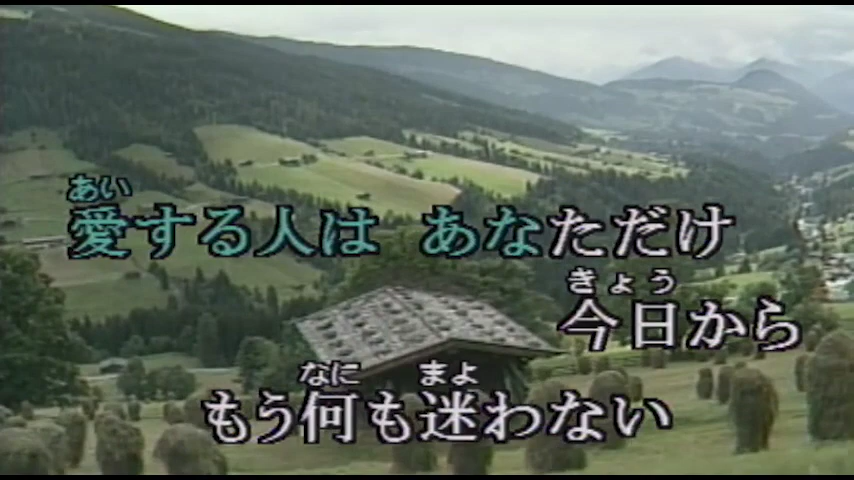 あい
愛する人は あなただけ
きょう
今日から
なに まよ
もう何も迷わない